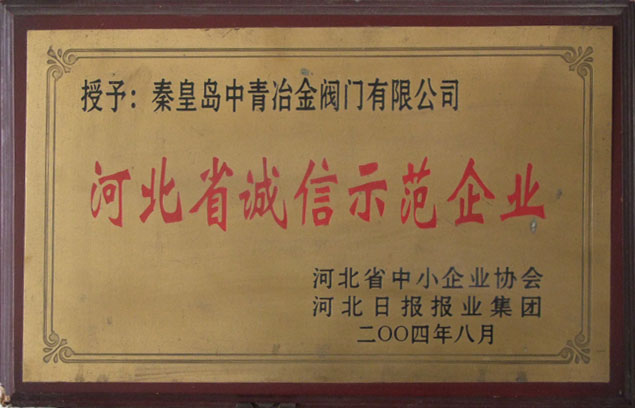 授予：秦皇岛中青冶金阀门有限公司
河北省诚信示范企业
河北省中小企业协会
河北日报报业集团
二〇〇四年八月